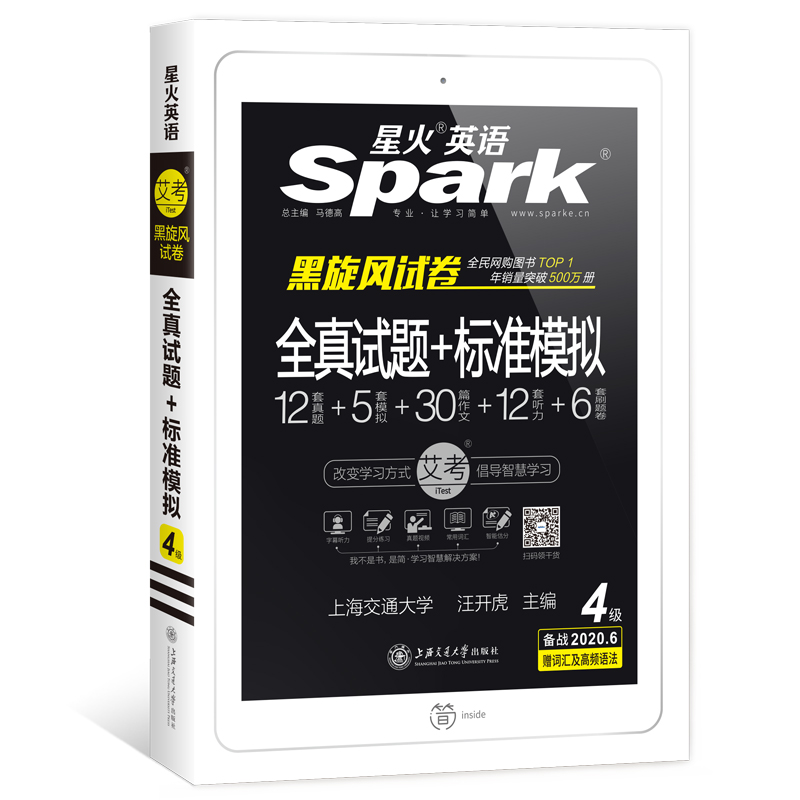 星火英语
艾考®
iTest
黑旋风
试卷
全真试题+标准模拟
4级
上海交通大学出版社
星火®英语
Spark®
总主编 马德高 专业·让学习简单 www.sparke.cn
黑旋风试卷
全民网购图书 TOP 1
年销量突破 500万 册
全真试题+标准模拟
12套真题+5套模拟+30篇作文+12套听力+6套刷题卷
改变学习方式 艾考® 倡导智慧学习
iTest
字幕听力 提分练习 真题视频 常用词汇 智能估分 扫码领干货
我不是书,是简·学习智慧解决方案!
上海交通大学 汪开虎 主编
4级
备战2020.6
赠词汇及高频语法
上海交通大学出版社
SHANGHAI JIAO TONG UNIVERSITY PRESS
简 inside